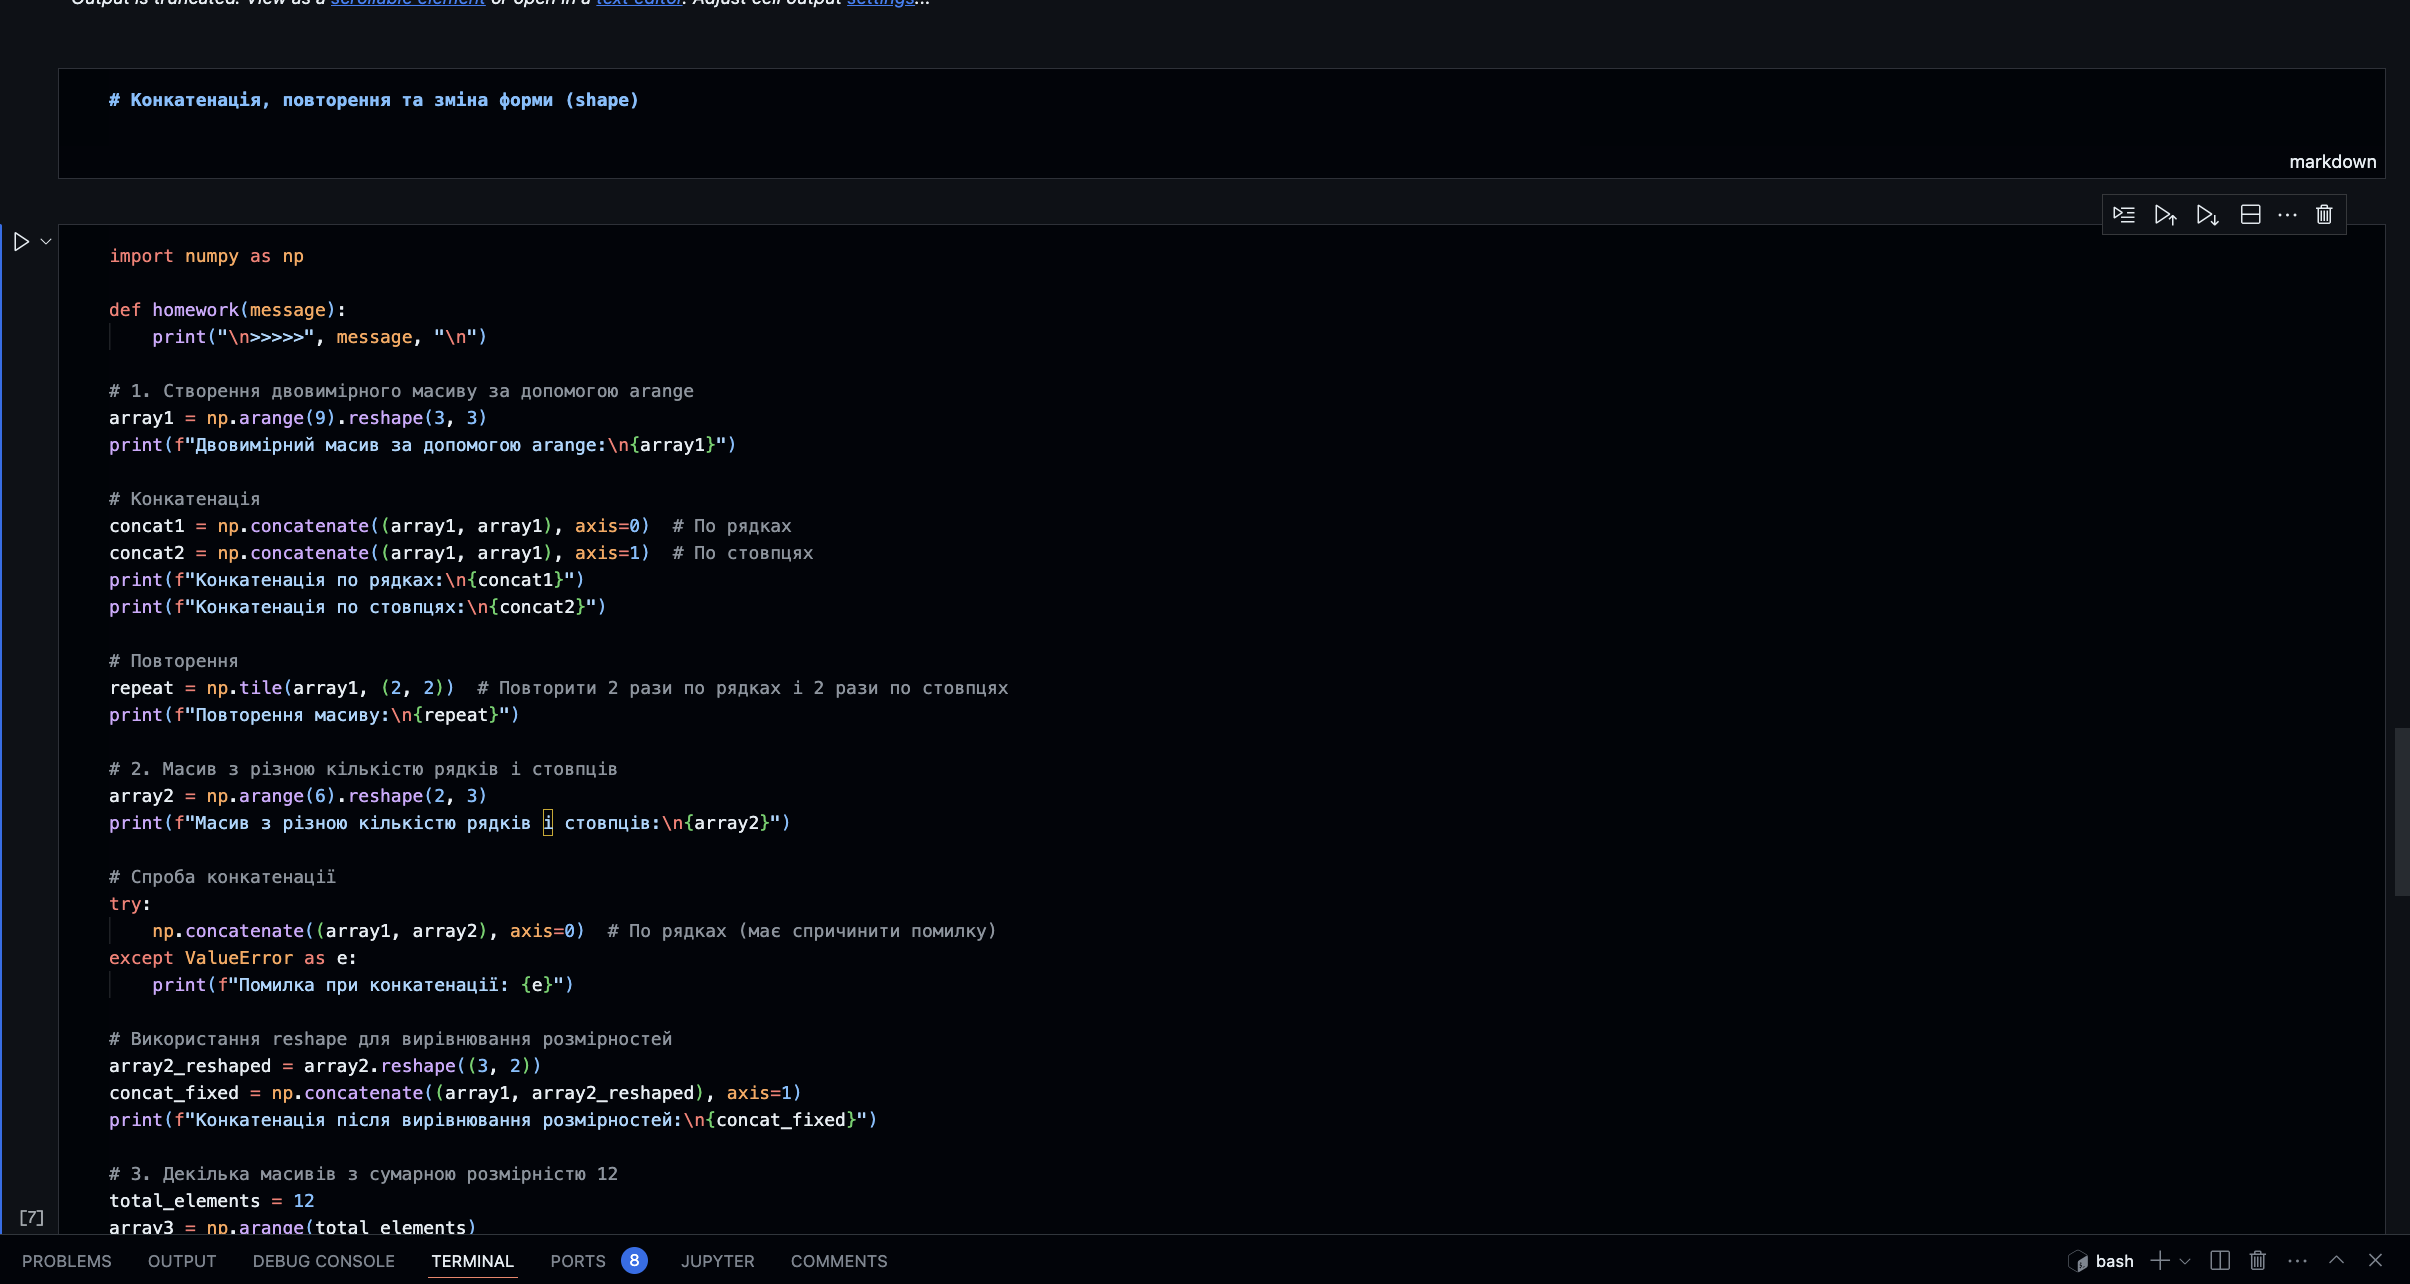 Output is truncated. View as a scrollable element or open in a text editor. Adjust cell output settings...
# Конкатенація, повторення та зміна форми (shape)
markdown
import numpy as np
def homework(message):
    print("\n>>>>>", message, "\n")
# 1. Створення двовимірного масиву за допомогою arange
array1 = np.arange(9).reshape(3, 3)
print(f"Двовимірний масив за допомогою arange:\n{array1}")
# Конкатенація
concat1 = np.concatenate((array1, array1), axis=0)  # По рядках
concat2 = np.concatenate((array1, array1), axis=1)  # По стовпцях
print(f"Конкатенація по рядках:\n{concat1}")
print(f"Конкатенація по стовпцях:\n{concat2}")
# Повторення
repeat = np.tile(array1, (2, 2))  # Повторити 2 рази по рядках і 2 рази по стовпцях
print(f"Повторення масиву:\n{repeat}")
# 2. Масив з різною кількістю рядків і стовпців
array2 = np.arange(6).reshape(2, 3)
print(f"Масив з різною кількістю рядків і стовпців:\n{array2}")
# Спроба конкатенації
try:
    np.concatenate((array1, array2), axis=0)  # По рядках (має спричинити помилку)
except ValueError as e:
    print(f"Помилка при конкатенації: {e}")
# Використання reshape для вирівнювання розмірностей
array2_reshaped = array2.reshape((3, 2))
concat_fixed = np.concatenate((array1, array2_reshaped), axis=1)
print(f"Конкатенація після вирівнювання розмірностей:\n{concat_fixed}")
# 3. Декілька масивів з сумарною розмірністю 12
total_elements = 12
[7]
array3 = np.arange(total_elements)
PROBLEMS OUTPUT DEBUG CONSOLE TERMINAL PORTS 8 JUPYTER COMMENTS bash